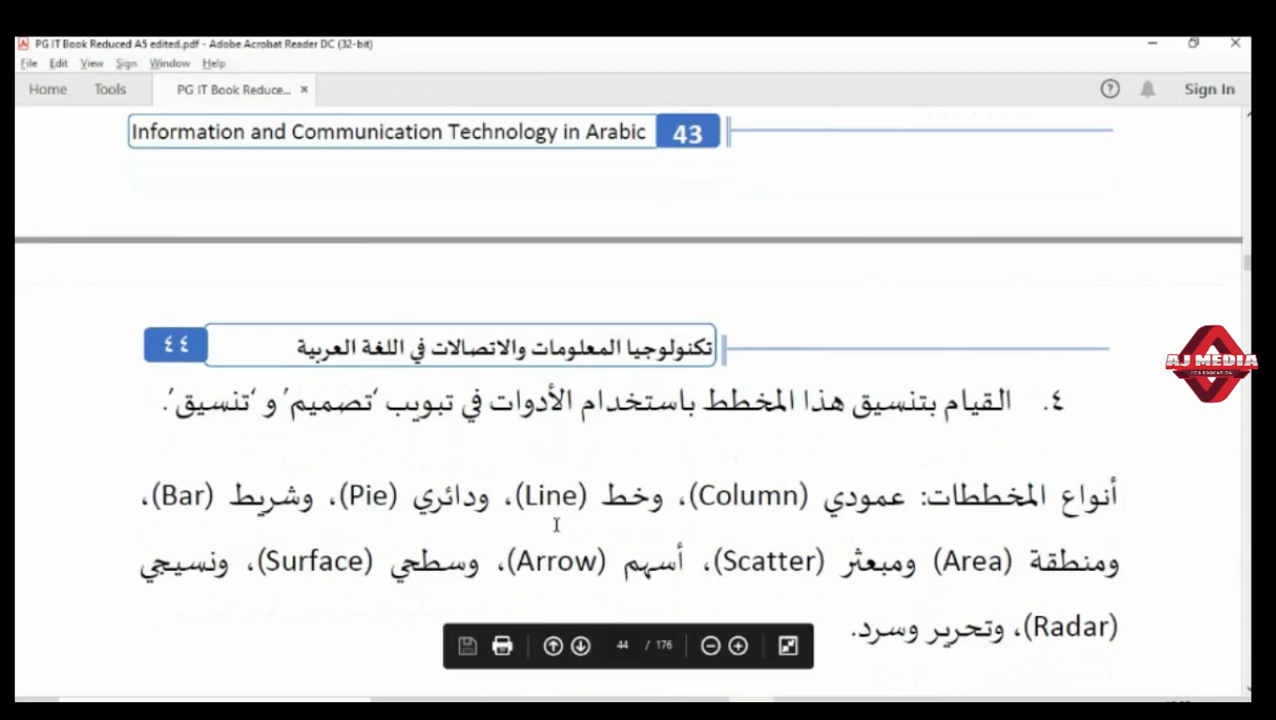 PG IT Book Reduced A5 edited.pdf - Adobe Acrobat Reader DC (32-bit)
File Edit View Sign Window Help
Home Tools PG IT Book Reduce... × Sign In
Information and Communication Technology in Arabic 43
تكنولوجيا المعلومات والاتصالات في اللغة العربية ٤٤
٤. القيام بتنسيق هذا المخطط باستخدام الأدوات في تبويب ‘تصميم’ و ‘تنسيق’.
أنواع المخططات: عمودي (Column)، وخط (Line)، ودائري (Pie)، وشريط (Bar)،
ومنطقة (Area) ومبعثر (Scatter)، أسهم (Arrow)، وسطحي (Surface)، ونسيجي
(Radar)، وتحرير وسرد.
44 / 176
AJ MEDIA
FOR EDUCATION